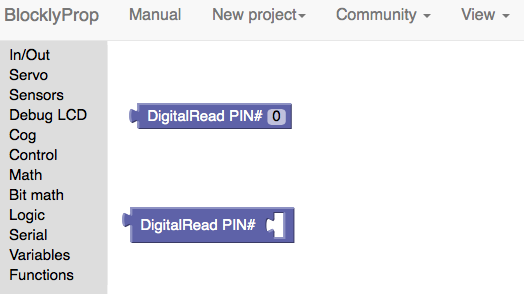 BlocklyProp Manual New project Community View
In/Out
Servo
Sensors
Debug LCD
Cog
Control
Math
Bit math
Logic
Serial
Variables
Functions
DigitalRead PIN# 0
DigitalRead PIN#